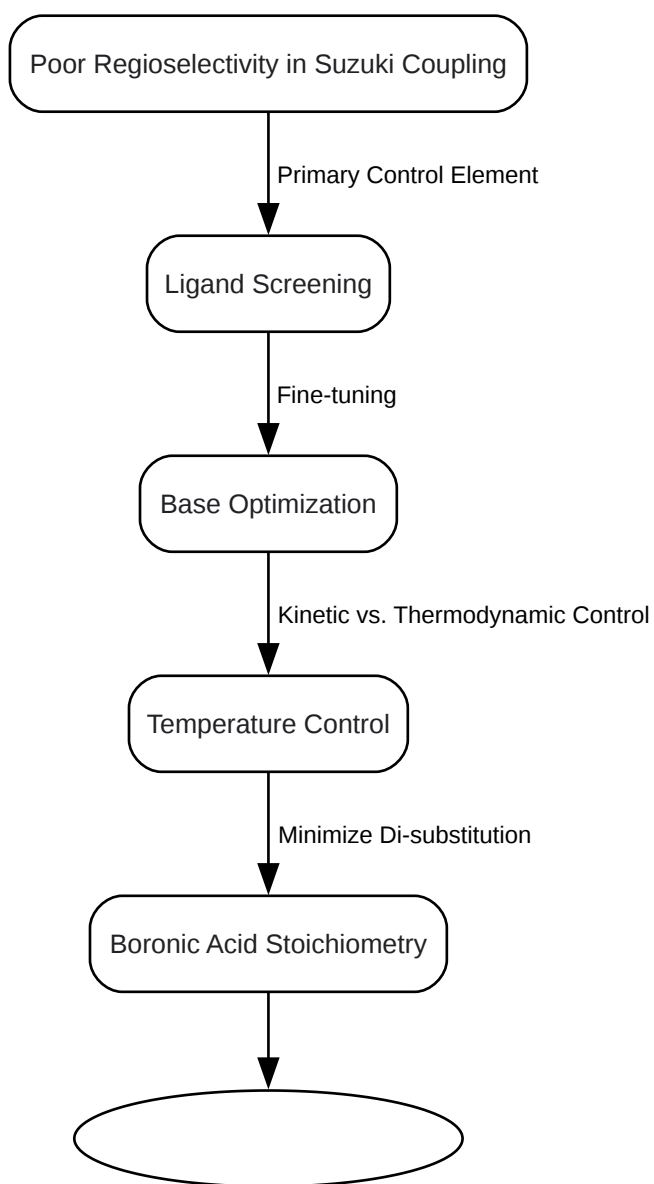 Poor Regioselectivity in Suzuki Coupling
Primary Control Element
Ligand Screening
Fine-tuning
Base Optimization
Kinetic vs. Thermodynamic Control
Temperature Control
Minimize Di-substitution
Boronic Acid Stoichiometry